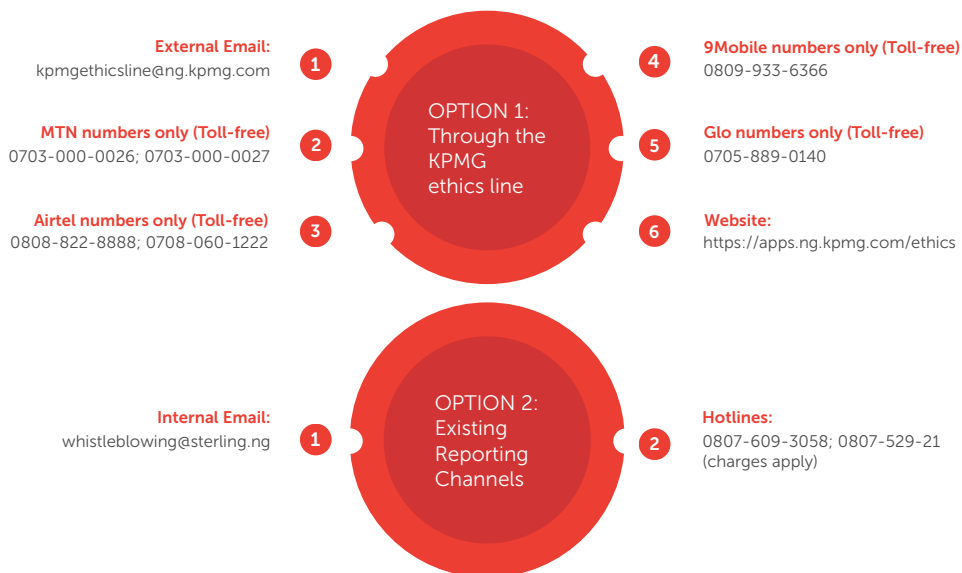 External Email:
kpmgethicsline@ng.kpmg.com
1
MTN numbers only (Toll-free)
0703-000-0026; 0703-000-0027
2
Airtel numbers only (Toll-free)
0808-822-8888; 0708-060-1222
3
OPTION 1:
Through the
KPMG
ethics line
4
9Mobile numbers only (Toll-free)
0809-933-6366
5
Glo numbers only (Toll-free)
0705-889-0140
6
Website:
https://apps.ng.kpmg.com/ethics
Internal Email:
whistleblowing@sterling.ng
1
OPTION 2:
Existing
Reporting
Channels
2
Hotlines:
0807-609-3058; 0807-529-21
(charges apply)